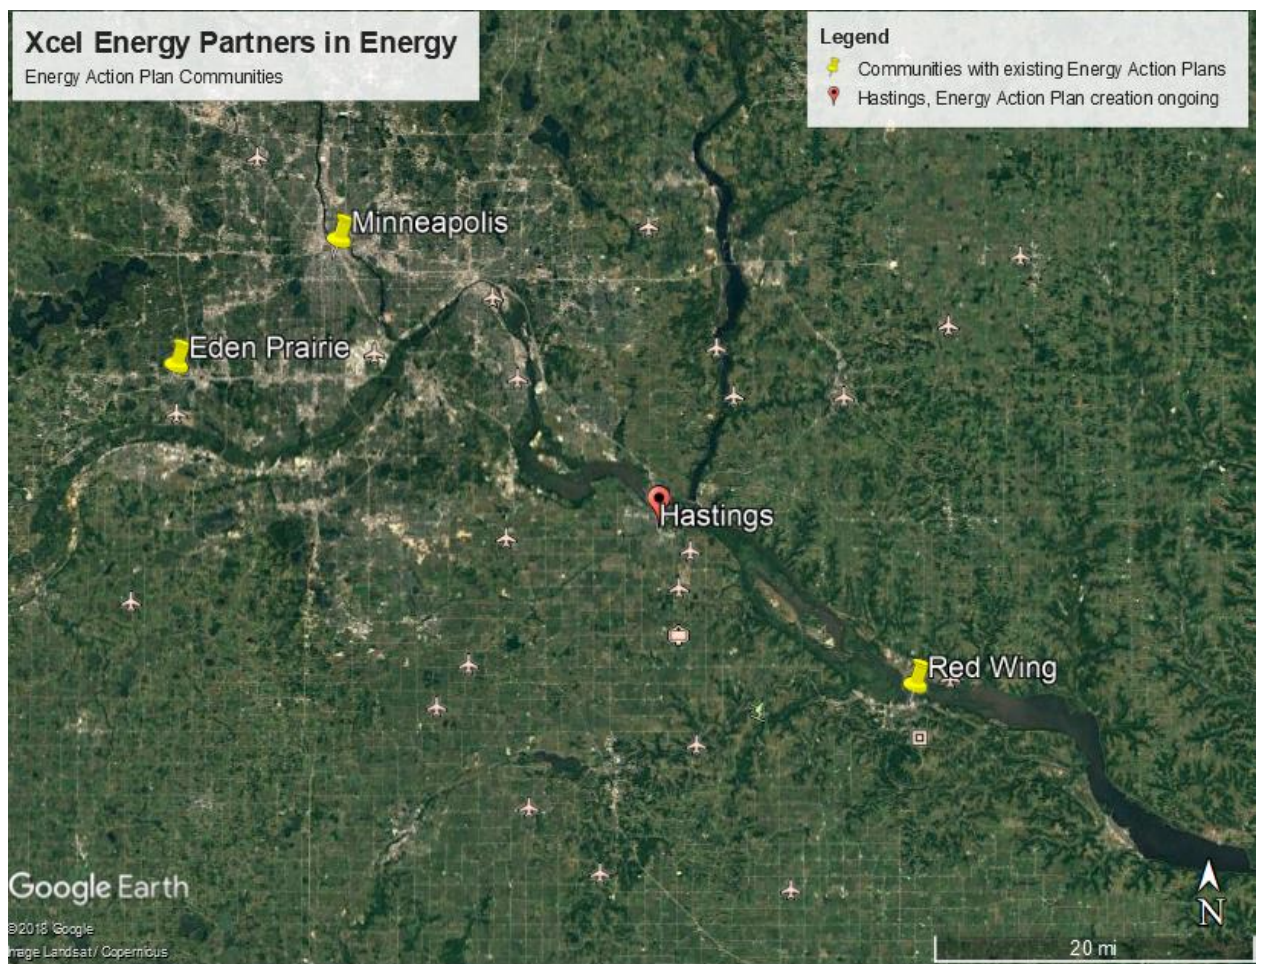 Xcel Energy Partners in Energy
Energy Action Plan Communities
Legend
Communities with existing Energy Action Plans
Hastings, Energy Action Plan creation ongoing
Minneapolis
Eden Prairie
Hastings
Red Wing
Google Earth
©2018 Google
mage Landsat / Copernicus
N
20 mi